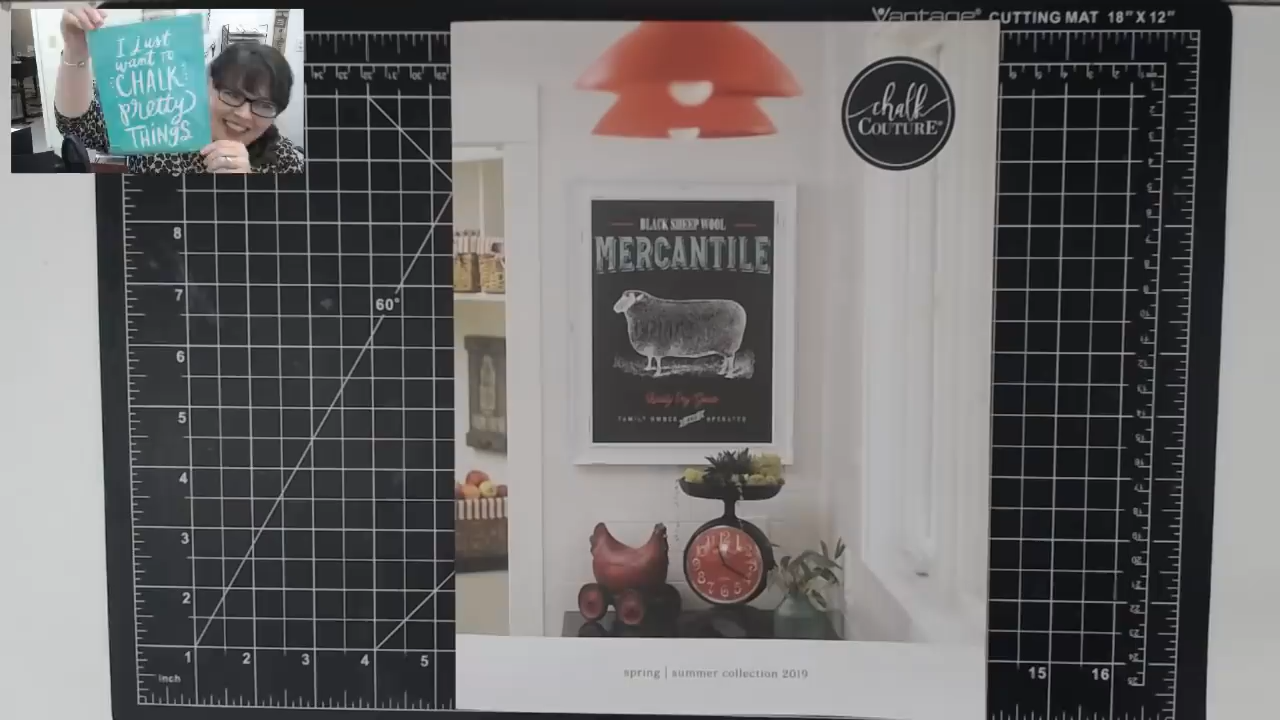 I Just
want to
CHALK
pretty
THINGS
Vantage® CUTTING MAT 18" X 12"
chalk
COUTURE®
BLACK SHEEP WOOL
MERCANTILE
FAMILY OWNED AND OPERATED
60°
8
7
6
5
4
3
2
1 2 3 4 5
15 16
inch
spring | summer collection 2019